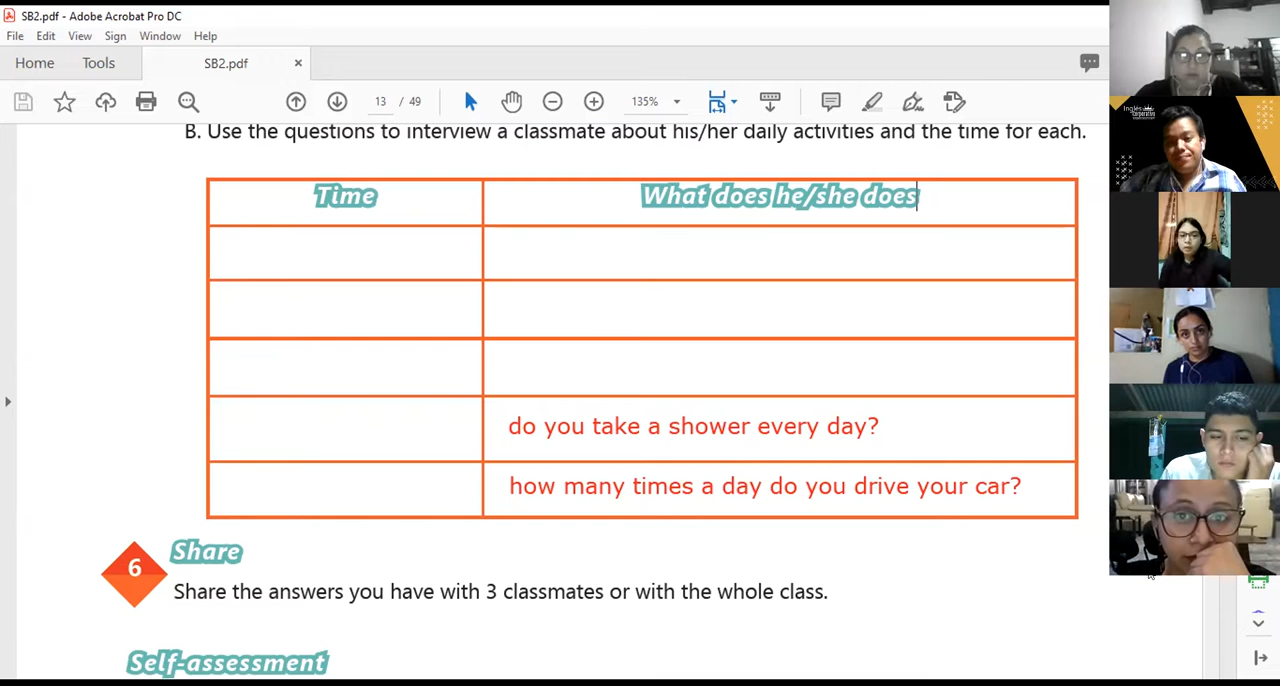 SB2.pdf - Adobe Acrobat Pro DC
File Edit View Sign Window Help
Home Tools SB2.pdf ×
13 / 49 135%
B. Use the questions to interview a classmate about his/her daily activities and the time for each.
Time What does he/she does
do you take a shower every day?
how many times a day do you drive your car?
6 Share
Share the answers you have with 3 classmates or with the whole class.
Self-assessment
Inglés
Corporativo